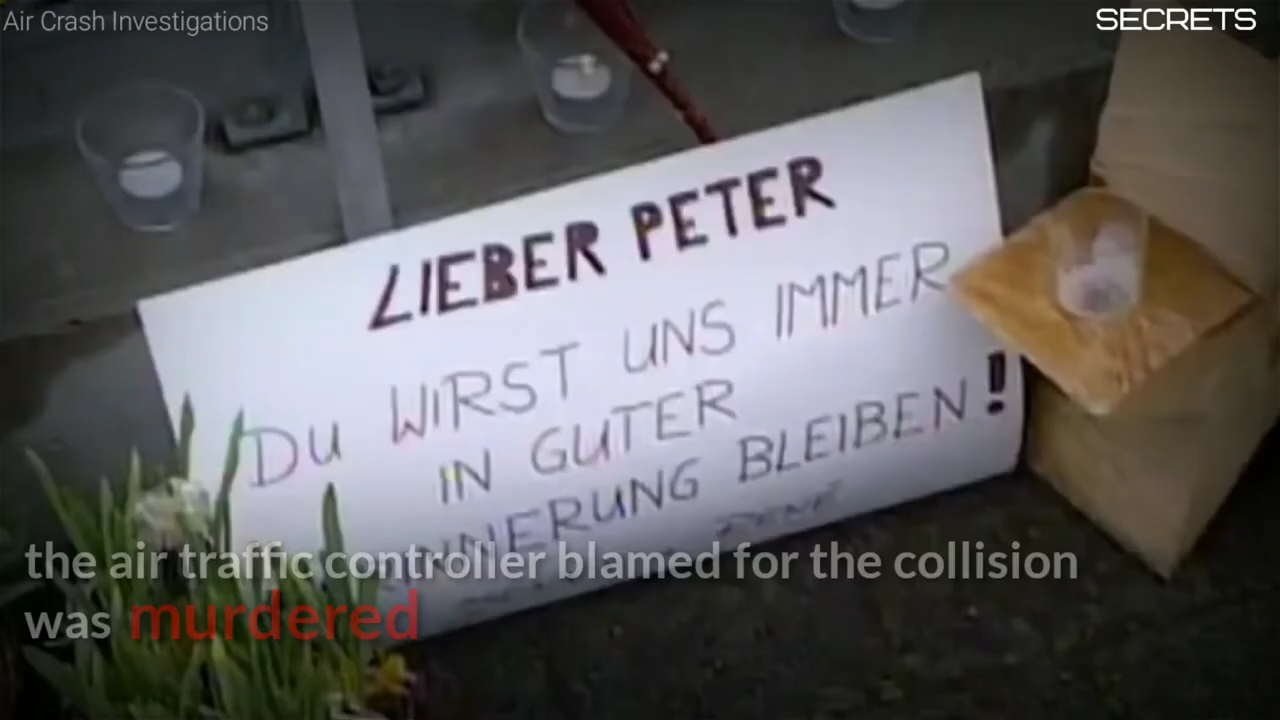 Air Crash Investigations
SECRETS
LIEBER PETER
DU WIRST UNS IMMER
IN GUTER
BLEIBEN!
the air traffic controller blamed for the collision
was murdered